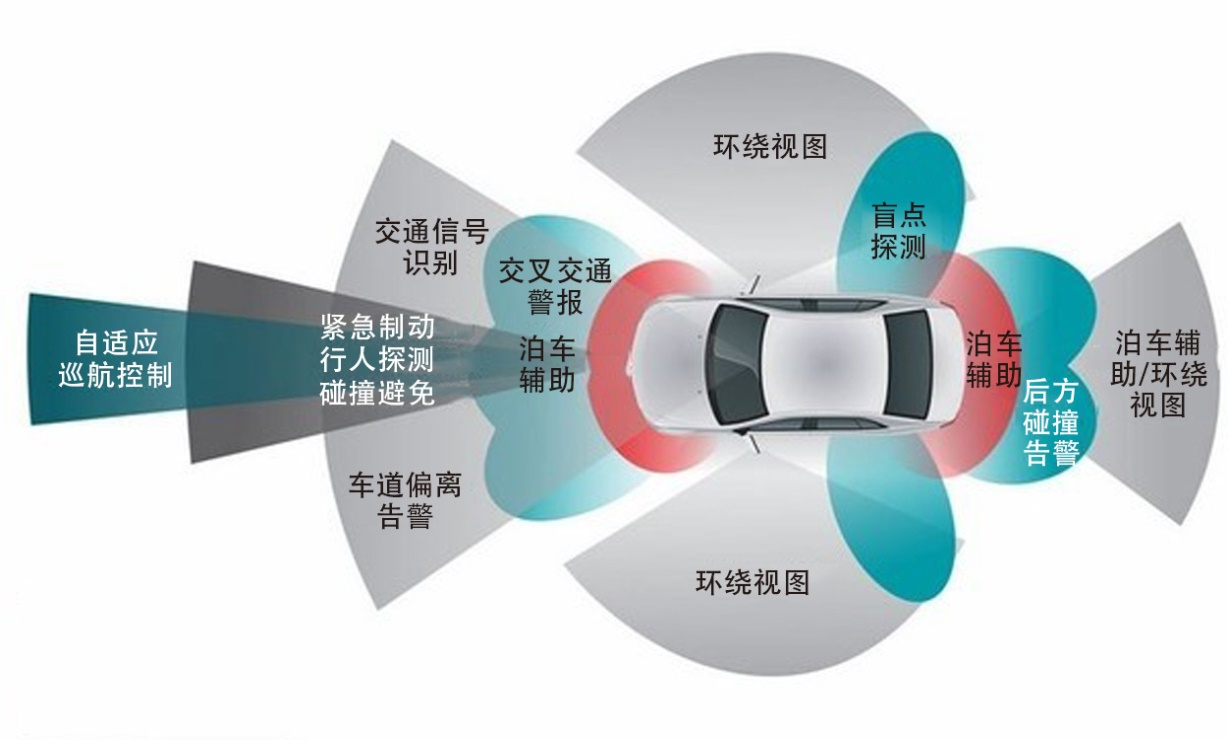 环绕视图
交通信号
识别
盲点
探测
交叉交通
警报
自适应
巡航控制
紧急制动
行人探测
碰撞避免
泊车
辅助
泊车
辅助
后方
碰撞
告警
泊车辅
助/环绕
视图
车道偏离
告警
环绕视图